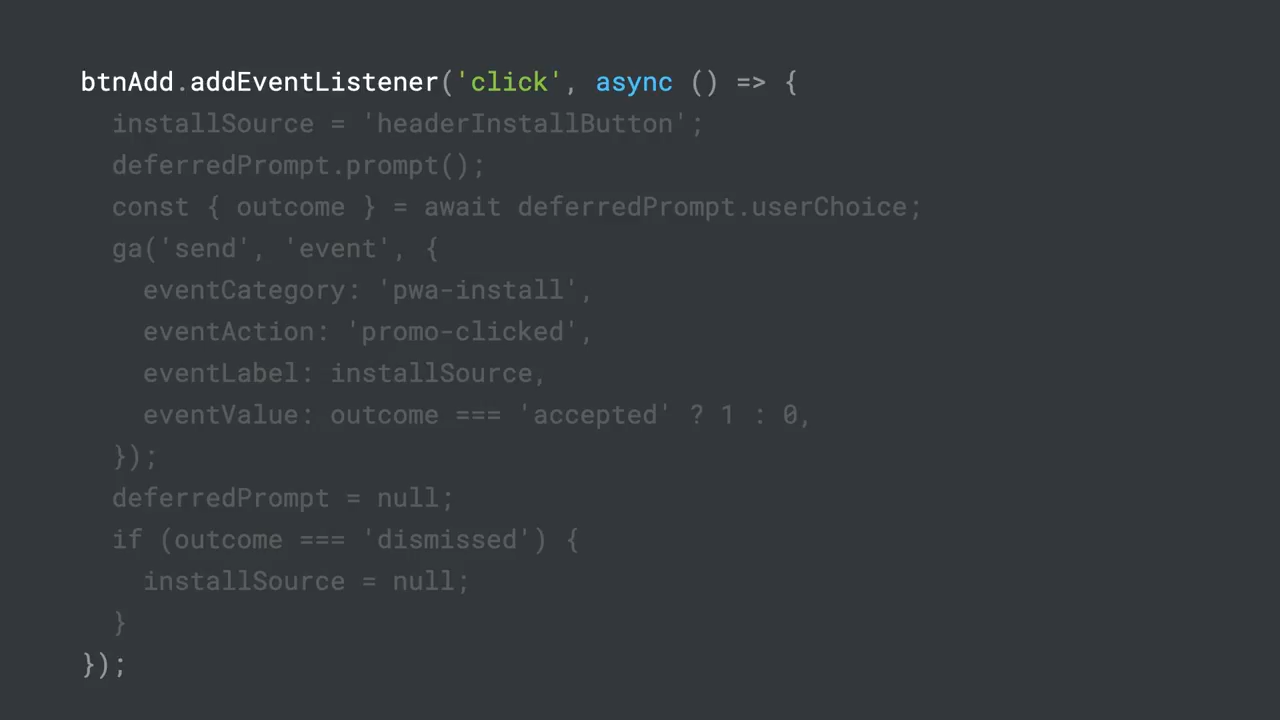 btnAdd.addEventListener('click', async () => {
  installSource = 'headerInstallButton';
  deferredPrompt.prompt();
  const { outcome } = await deferredPrompt.userChoice;
  ga('send', 'event', {
    eventCategory: 'pwa-install',
    eventAction: 'promo-clicked',
    eventLabel: installSource,
    eventValue: outcome === 'accepted' ? 1 : 0,
  });
  deferredPrompt = null;
  if (outcome === 'dismissed') {
    installSource = null;
  }
});